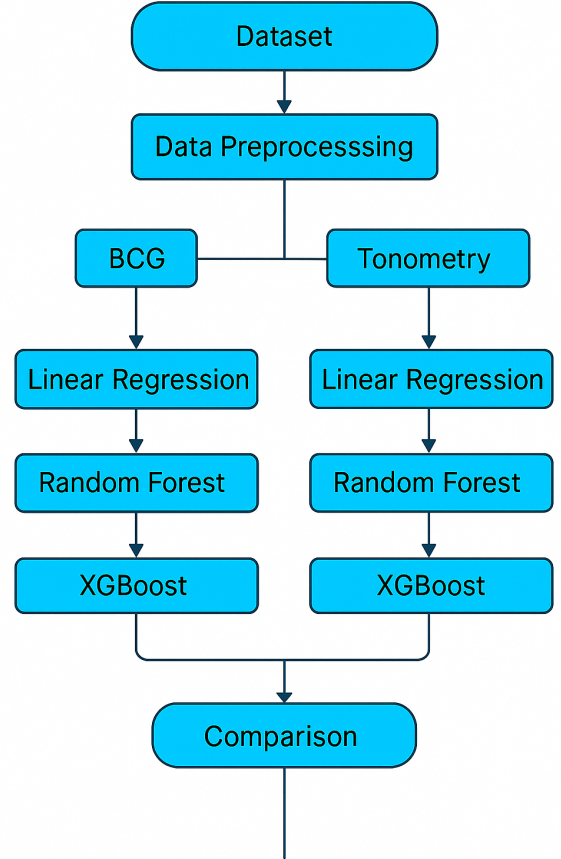 Dataset
Data Preprocesssing
BCG
Tonometry
Linear Regression
Linear Regression
Random Forest
Random Forest
XGBoost
XGBoost
Comparison